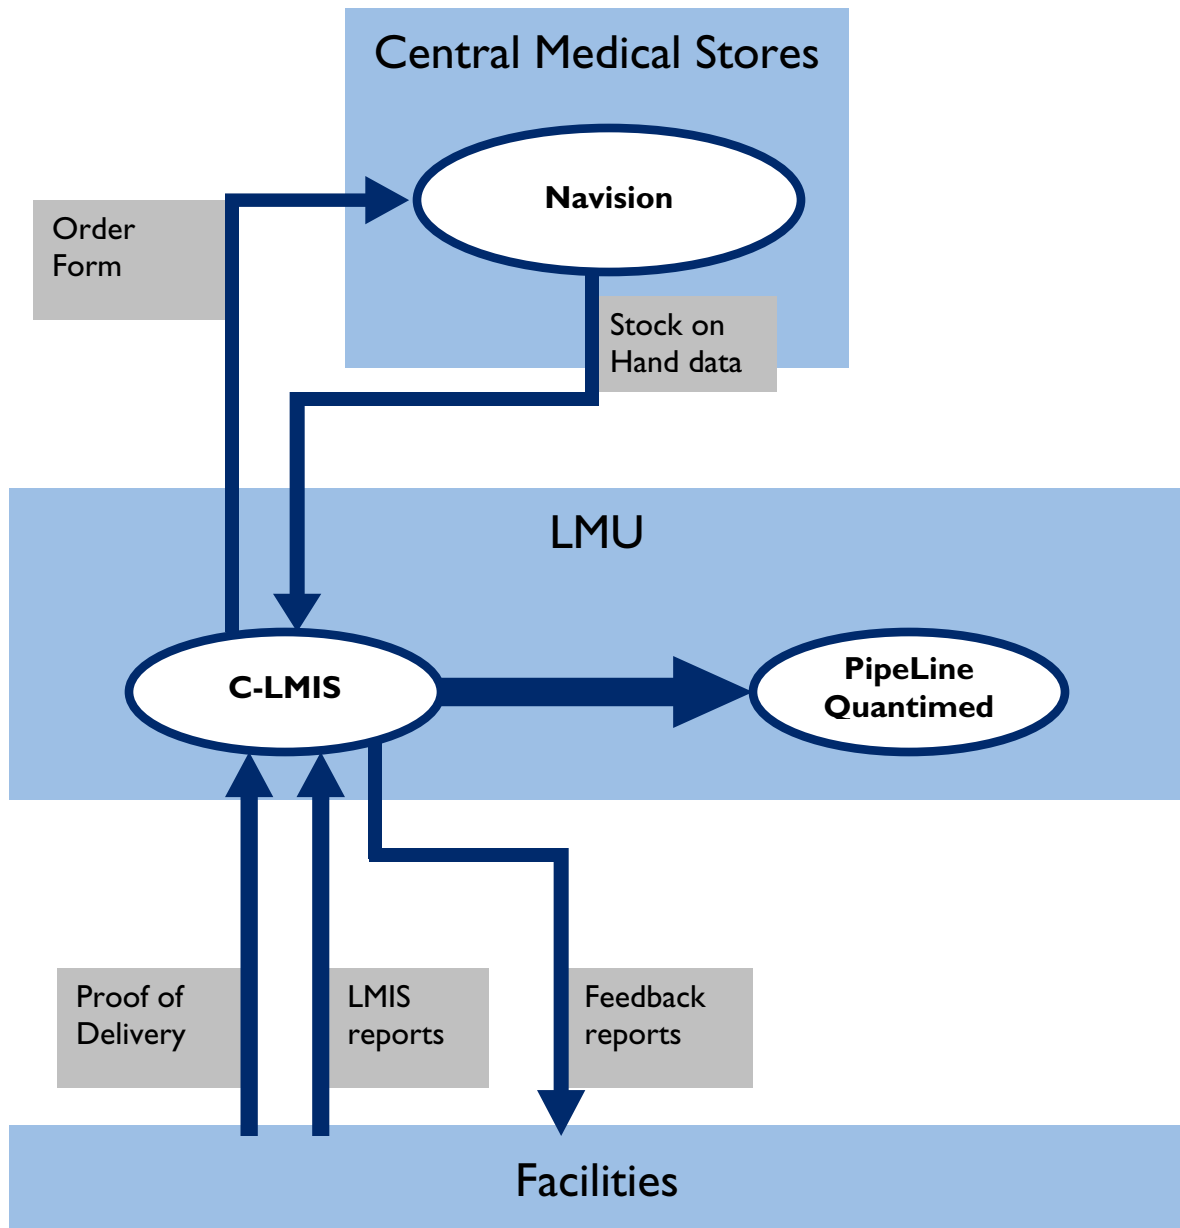 Central Medical Stores
Navision
Order
Form
Stock on
Hand data
LMU
C-LMIS
PipeLine
Quantimed
Proof of
Delivery
LMIS
reports
Feedback
reports
Facilities